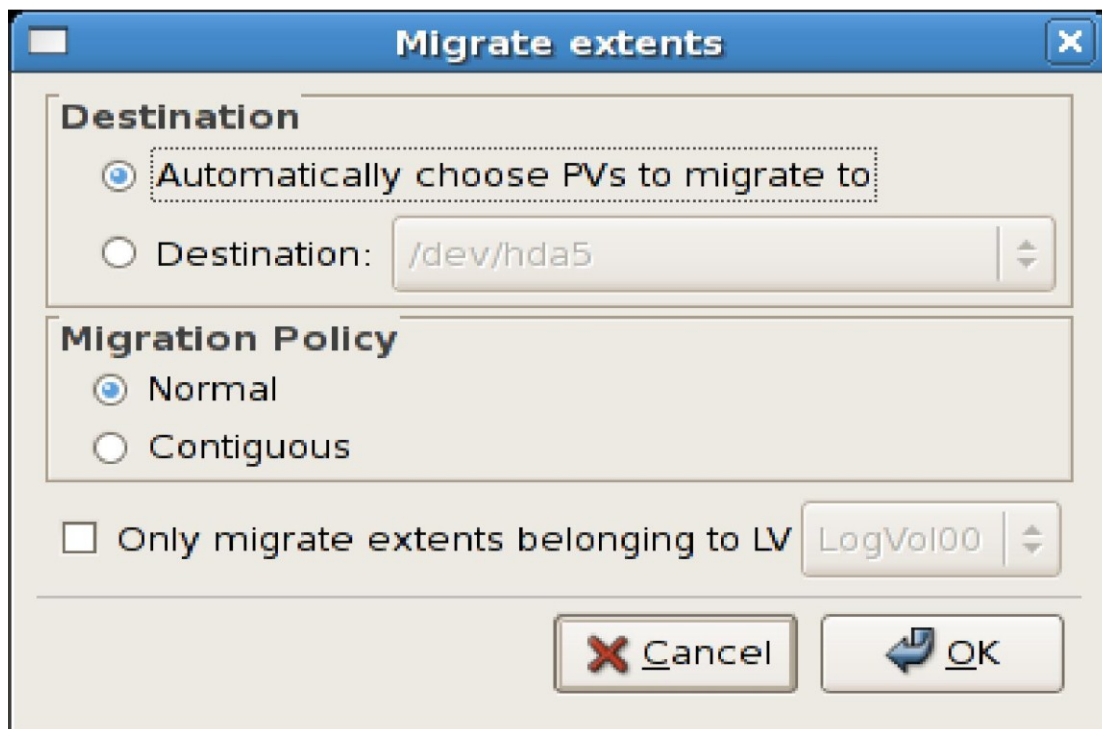 Migrate extents
Destination
Automatically choose PVs to migrate to
Destination: /dev/hda5
Migration Policy
Normal
Contiguous
Only migrate extents belonging to LV LogVol00
Cancel OK